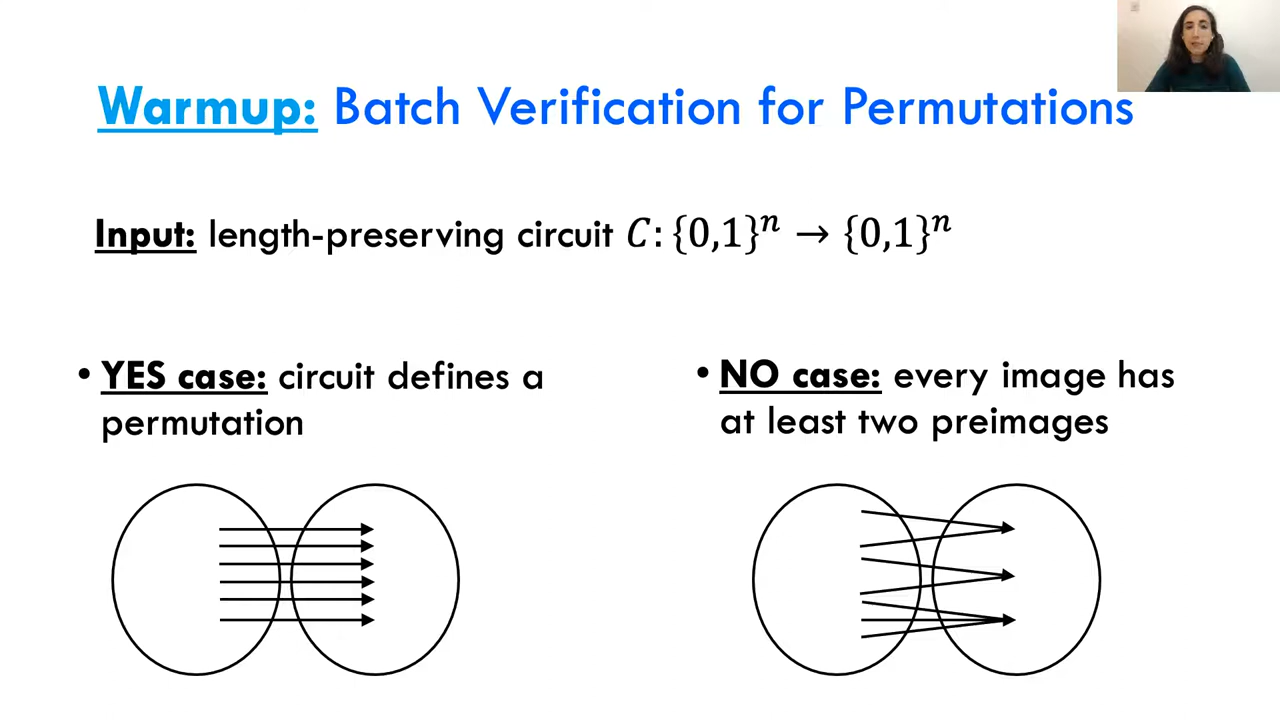 Warmup: Batch Verification for Permutations
Input: length-preserving circuit C: {0,1}ⁿ → {0,1}ⁿ
• YES case: circuit defines a
permutation
• NO case: every image has
at least two preimages